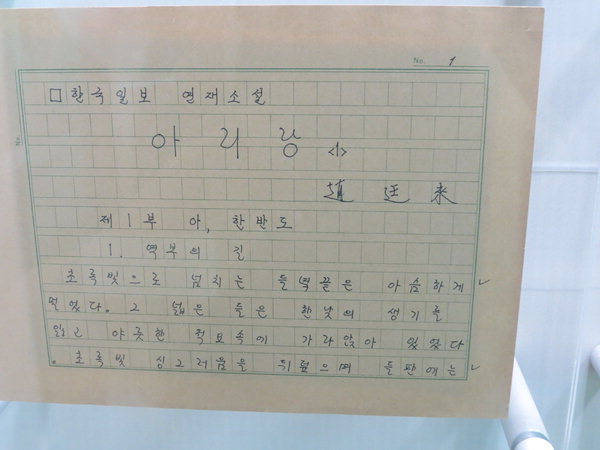 No. 1
No.
□한국일보 연재소설
아리랑 <1>
趙廷来
제1부 아, 한반도
1. 역부의 길
초록빛으로 넘치는 들녘끝은 아슴하게
멀었다. 그 넓은 들은 한낮의 생기를
잃고 야릇한 적요속에 가라앉아 있었다
. 초록빛 싱그러움을 뒤덮으며 들판에는